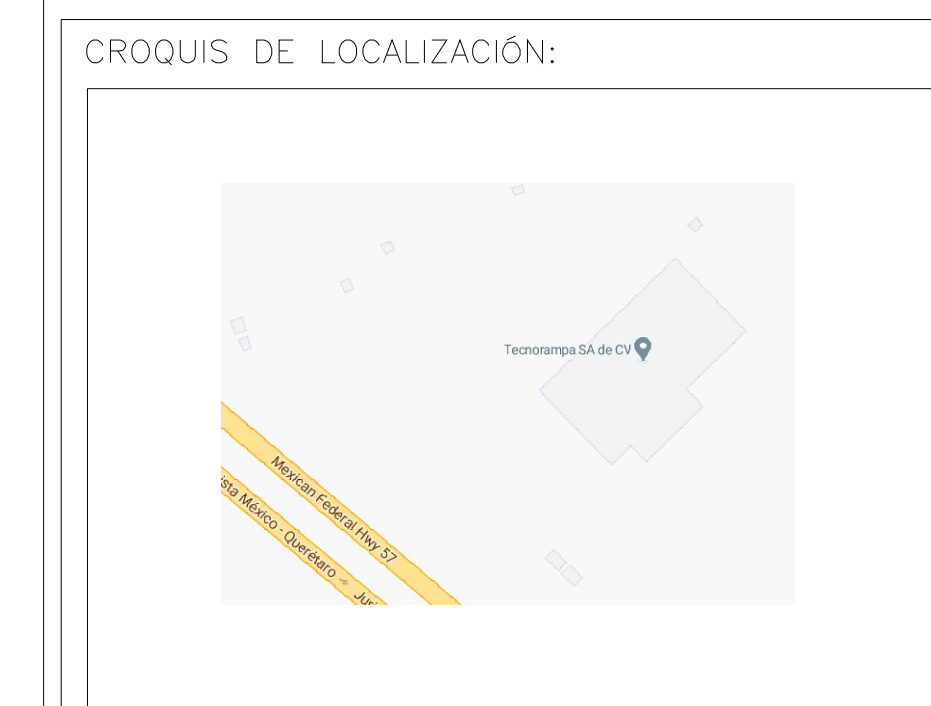 CROQUIS DE LOCALIZACIÓN:
Tecnorampa SA de CV
Mexican Federal Hwy 57
ista México - Querétaro